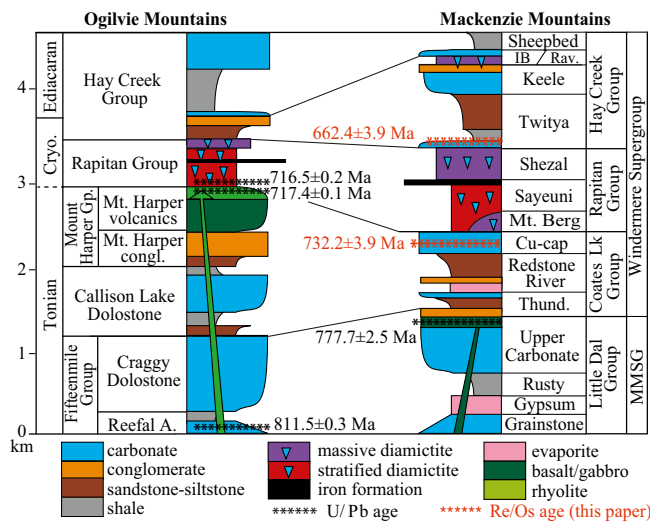 Ogilvie Mountains
Mackenzie Mountains
4
3
2
1
0
km
Ediacaran
Cryo.
Tonian
Hay Creek
Group
Rapitan Group
Mount
Harper Gp.
Mt. Harper
volcanics
Mt. Harper
congl.
Callison Lake
Dolostone
Fifteenmile
Group
Craggy
Dolostone
Reefal A.
662.4±3.9 Ma
716.5±0.2 Ma
717.4±0.1 Ma
732.2±3.9 Ma
777.7±2.5 Ma
811.5±0.3 Ma
Sheepbed
IB / Rav.
Keele
Twitya
Shezal
Sayeuni
Mt. Berg
Cu-cap
Redstone
River
Thund.
Upper
Carbonate
Rusty
Gypsum
Grainstone
Hay Creek
Group
Rapitan
Group
Coates Lk
Group
Little Dal
Group
Windermere Supergroup
MMSG
carbonate
conglomerate
sandstone-siltstone
shale
massive diamictite
stratified diamictite
iron formation
****** U/Pb age
evaporite
basalt/gabbro
rhyolite
****** Re/Os age (this paper)